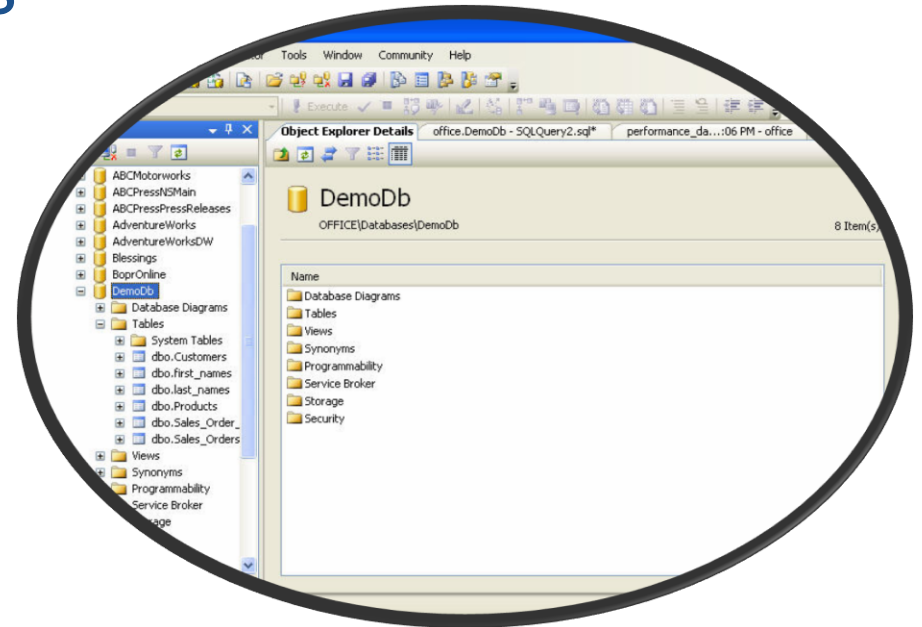 Tools Window Community Help
Execute
Object Explorer Details office.DemoDb - SQLQuery2.sql* performance_da...:06 PM - office
ABCMotorworks
ABCPressNSMain
ABCPressPressReleases
AdventureWorks
AdventureWorksDW
Blessings
BoprOnline
DemoDb
Database Diagrams
Tables
System Tables
dbo.Customers
dbo.first_names
dbo.last_names
dbo.Products
dbo.Sales_Order_
dbo.Sales_Orders
Views
Synonyms
Programmability
Service Broker
DemoDb
OFFICE\Databases\DemoDb
8 Item(s)
Name
Database Diagrams
Tables
Views
Synonyms
Programmability
Service Broker
Storage
Security